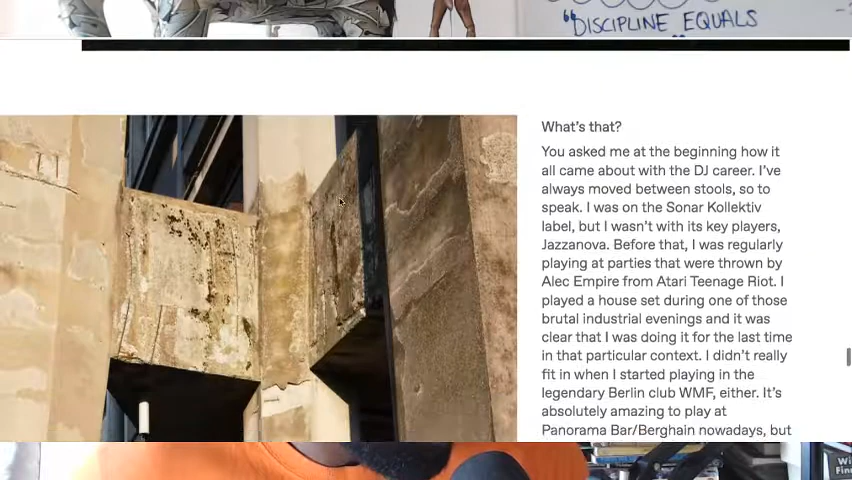 "DISCIPLINE EQUALS
What's that?
You asked me at the beginning how it
all came about with the DJ career. I've
always moved between stools, so to
speak. I was on the Sonar Kollektiv
label, but I wasn't with its key players,
Jazzanova. Before that, I was regularly
playing at parties that were thrown by
Alec Empire from Atari Teenage Riot. I
played a house set during one of those
brutal industrial evenings and it was
clear that I was doing it for the last time
in that particular context. I didn't really
fit in when I started playing in the
legendary Berlin club WMF, either. It's
absolutely amazing to play at
Panorama Bar/Berghain nowadays, but